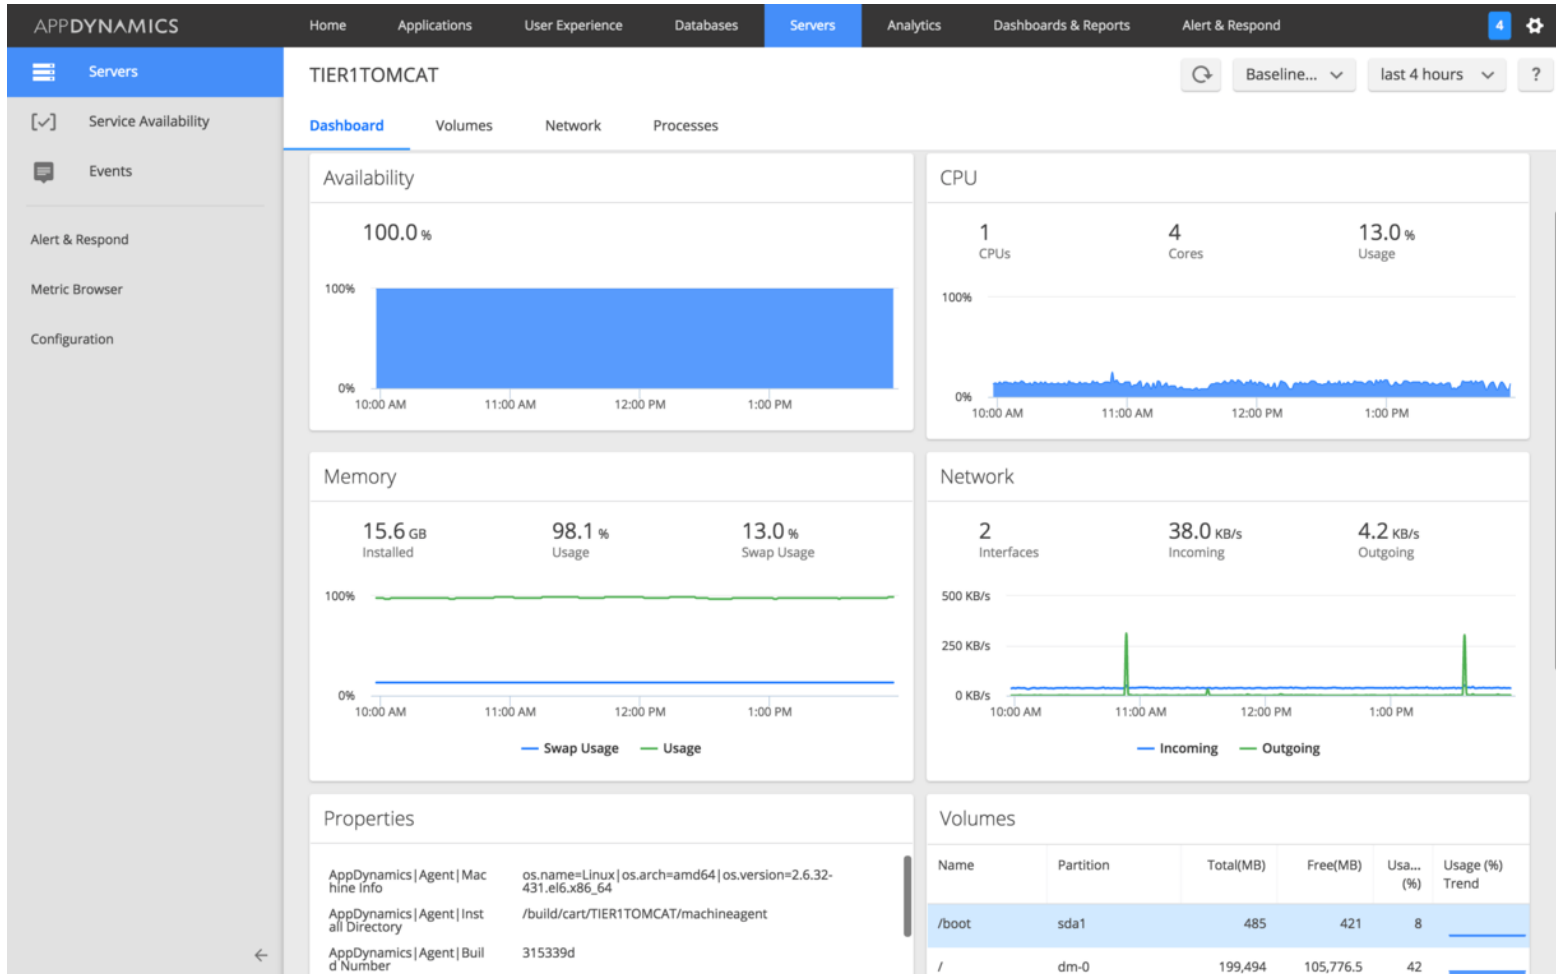 APPDYNAMICS
Home Applications User Experience Databases Servers Analytics Dashboards & Reports Alert & Respond 4
Servers
Service Availability
Events
Alert & Respond
Metric Browser
Configuration
TIER1TOMCAT
Baseline... last 4 hours ?
Dashboard Volumes Network Processes
Availability
100.0 %
100%
0%
10:00 AM 11:00 AM 12:00 PM 1:00 PM
CPU
1 4 13.0 %
CPUs Cores Usage
100%
0%
10:00 AM 11:00 AM 12:00 PM 1:00 PM
Memory
15.6 GB 98.1 % 13.0 %
Installed Usage Swap Usage
100%
0%
10:00 AM 11:00 AM 12:00 PM 1:00 PM
Swap Usage Usage
Network
2 38.0 KB/s 4.2 KB/s
Interfaces Incoming Outgoing
500 KB/s
250 KB/s
0 KB/s
10:00 AM 11:00 AM 12:00 PM 1:00 PM
Incoming Outgoing
Properties
AppDynamics|Agent|Mac os.name=Linux|os.arch=amd64|os.version=2.6.32-
hine Info 431.el6.x86_64
AppDynamics|Agent|Inst /build/cart/TIER1TOMCAT/machineagent
all Directory
AppDynamics|Agent|Buil 315339d
d Number
Volumes
Name Partition Total(MB) Free(MB) Usa... Usage (%)
(%) Trend
/boot sda1 485 421 8
/ dm-0 199,494 105,776.5 42